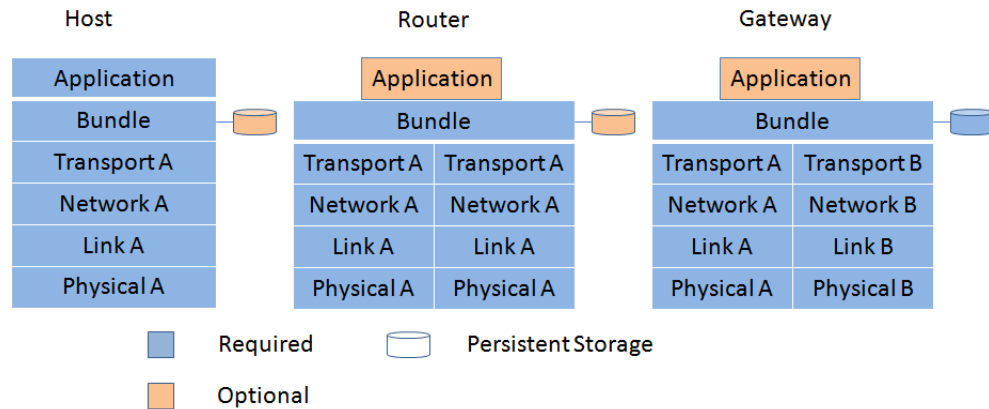 Host Router Gateway
Application Application Application
Bundle Bundle Bundle
Transport A Transport A Transport A Transport A Transport B
Network A Network A Network A Network A Network B
Link A Link A Link A Link A Link B
Physical A Physical A Physical A Physical A Physical B
Required Persistent Storage
Optional